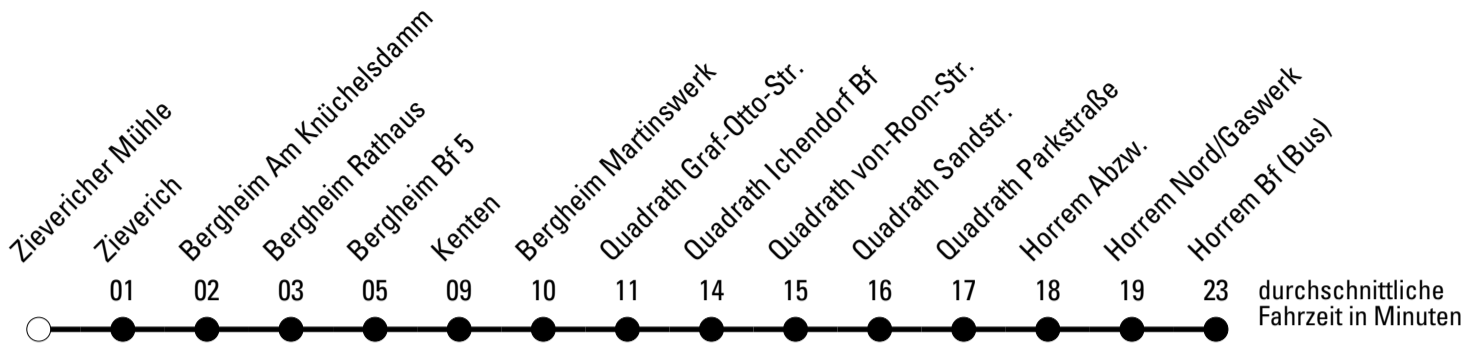 Zievericher Mühle
Zieverich
Bergheim Am Knüchelsdamm
Bergheim Rathaus
Bergheim Bf 5
Kenten
Bergheim Martinswerk
Quadrath Graf-Otto-Str.
Quadrath Ichendorf Bf
Quadrath von-Roon-Str.
Quadrath Sandstr.
Quadrath Parkstraße
Horrem Abzw.
Horrem Nord/Gaswerk
Horrem Bf (Bus)
01 02 03 05 09 10 11 14 15 16 17 18 19 23
durchschnittliche
Fahrzeit in Minuten